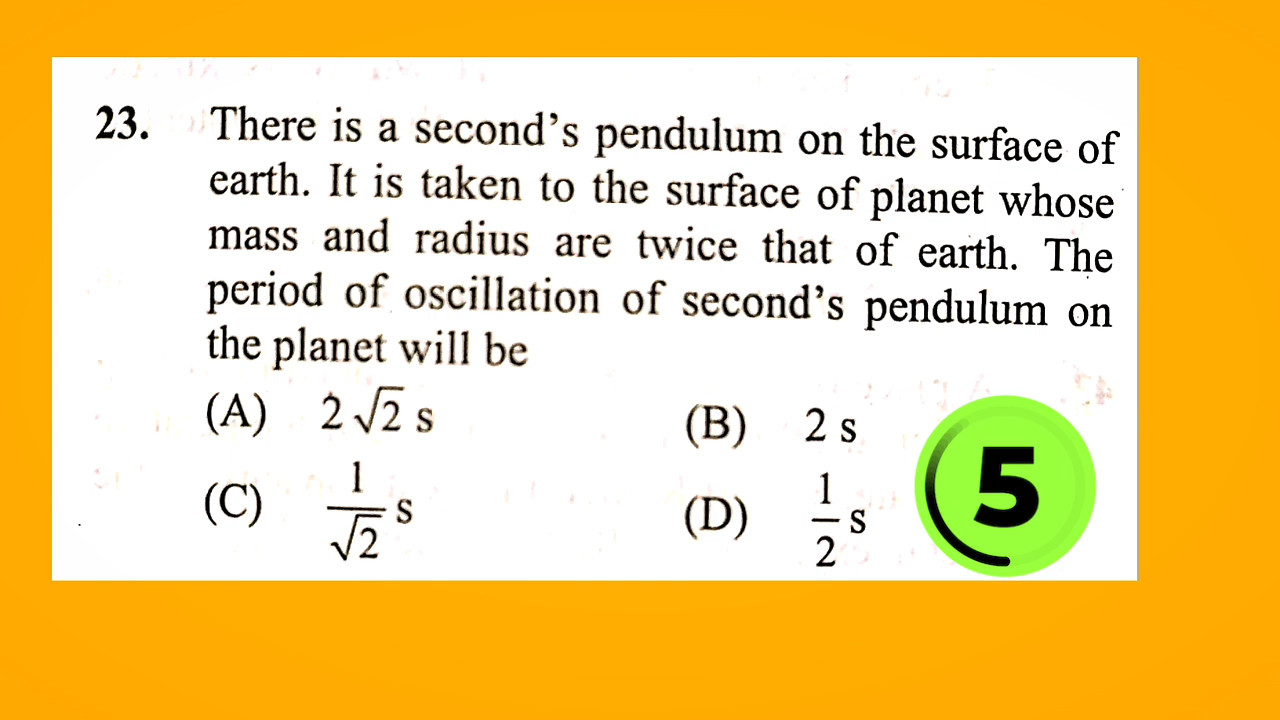 23. There is a second's pendulum on the surface of
earth. It is taken to the surface of planet whose
mass and radius are twice that of earth. The
period of oscillation of second's pendulum on
the planet will be
(A) 2√2 s (B) 2 s
(C) 1/√2 s (D) 1/2 s
5